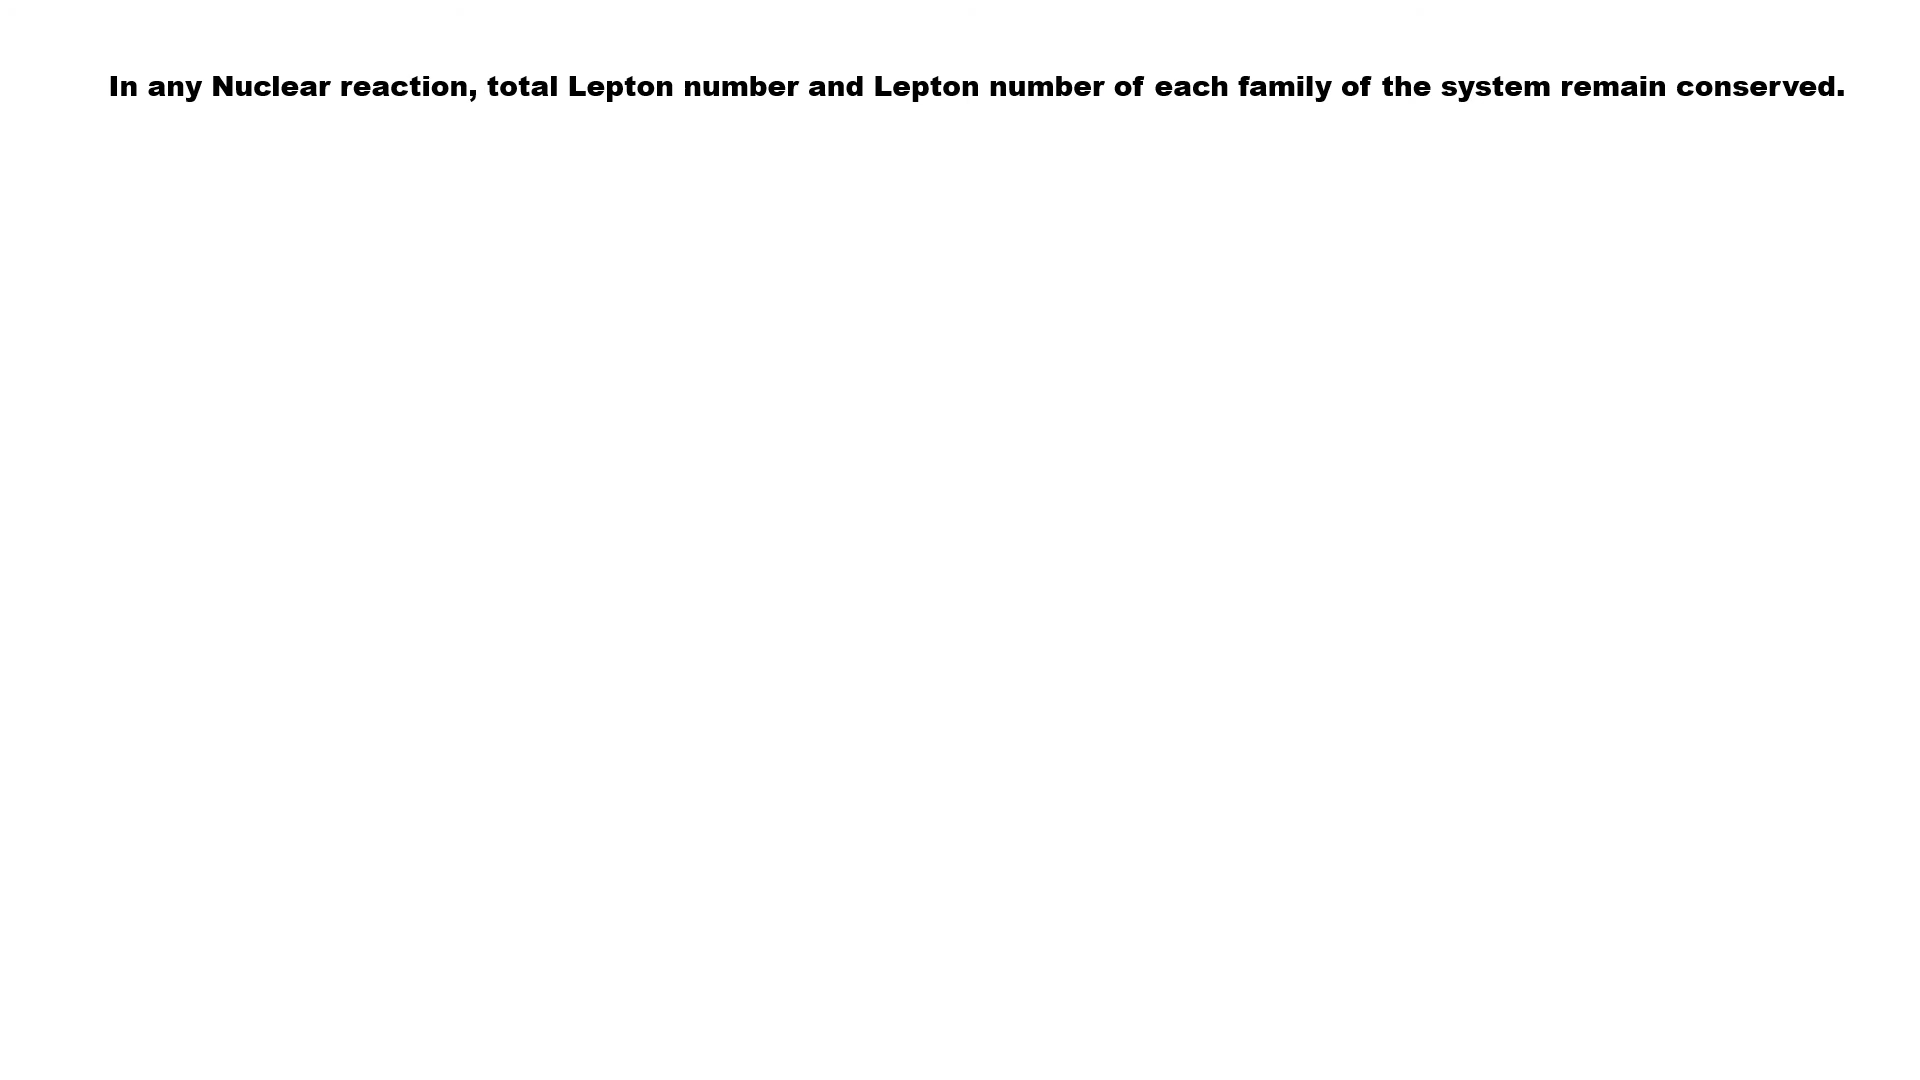 In any Nuclear reaction, total Lepton number and Lepton number of each family of the system remain conserved.